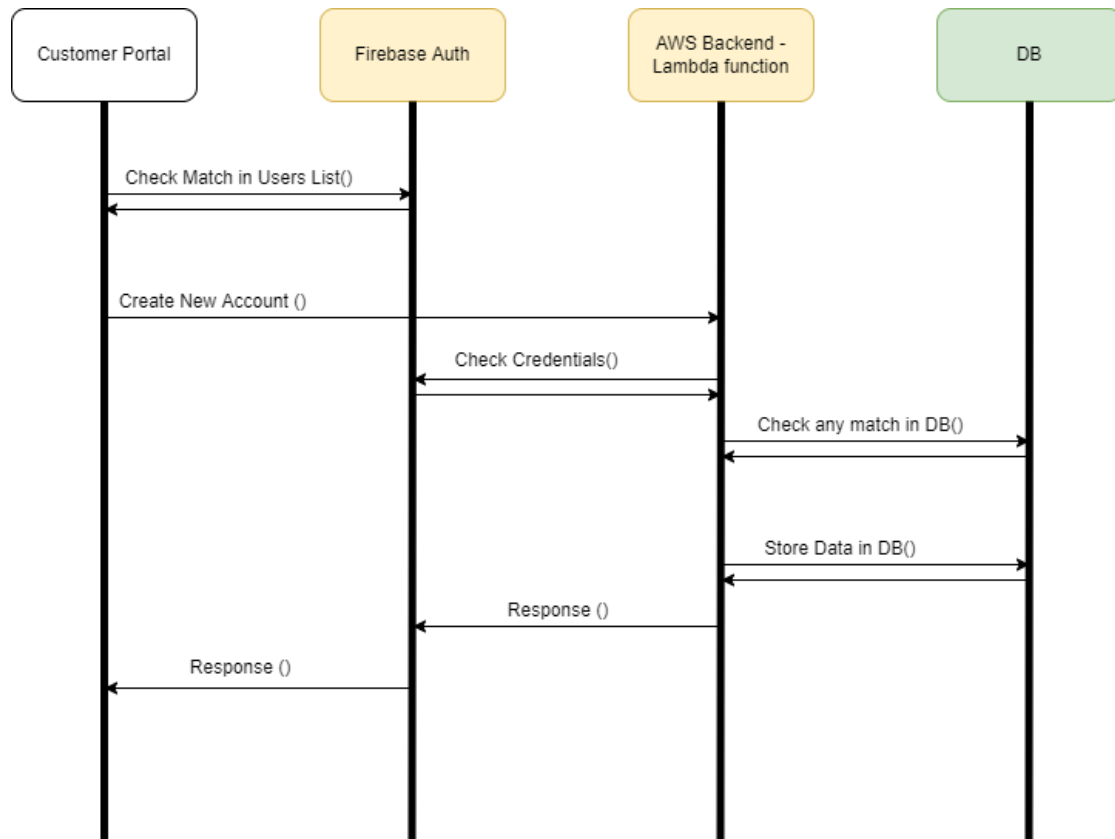 Customer Portal
Firebase Auth
AWS Backend -
Lambda function
DB
Check Match in Users List()
Create New Account ()
Check Credentials()
Check any match in DB()
Store Data in DB()
Response ()
Response ()